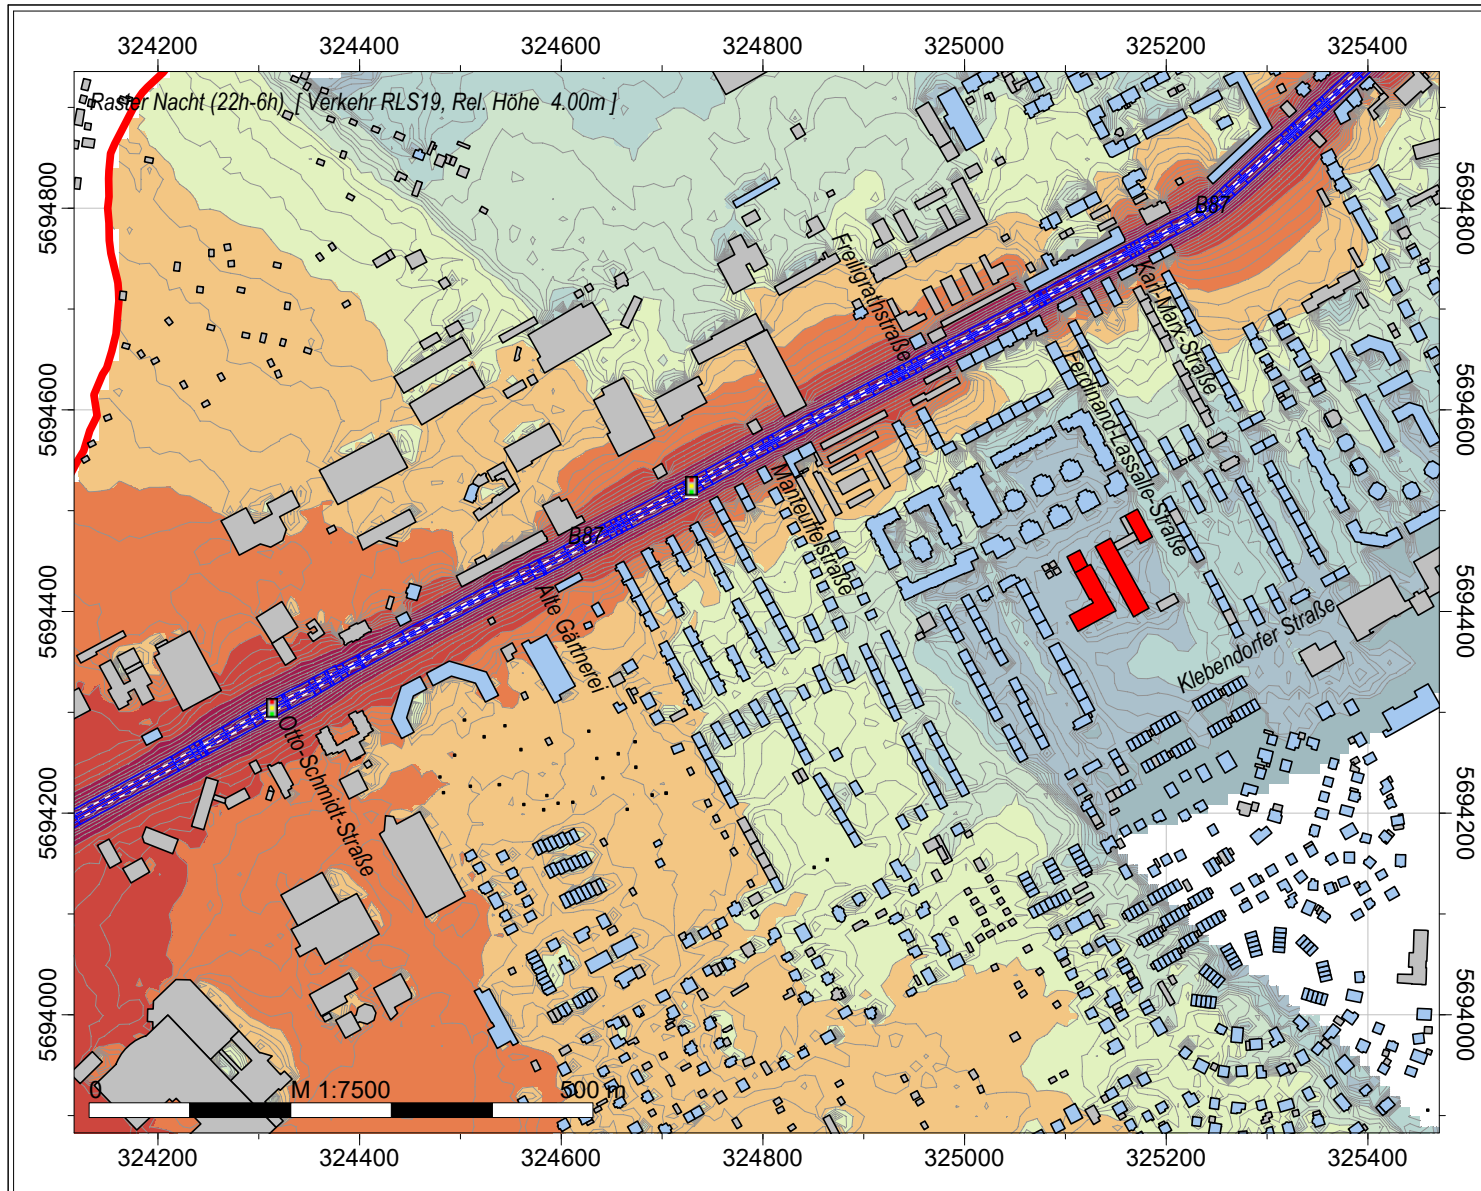 324200 324400 324600 324800 325000 325200 325400
Raster Nacht (22h-6h), [ Verkehr RLS19, Rel. Höhe 4.00m ]
5694800 5694800
B87
Freiligrathstraße
Karl-Marx-Straße
Ferdinand-Lassalle-Straße
5694600 5694600
Manteuffelstraße
B87
Alte Gärtnerei
5694400 5694400
Klebendorfer Straße
Otto-Schmidt-Straße
5694200 5694200
5694000 5694000
0 M 1:7500 500 m
324200 324400 324600 324800 325000 325200 325400